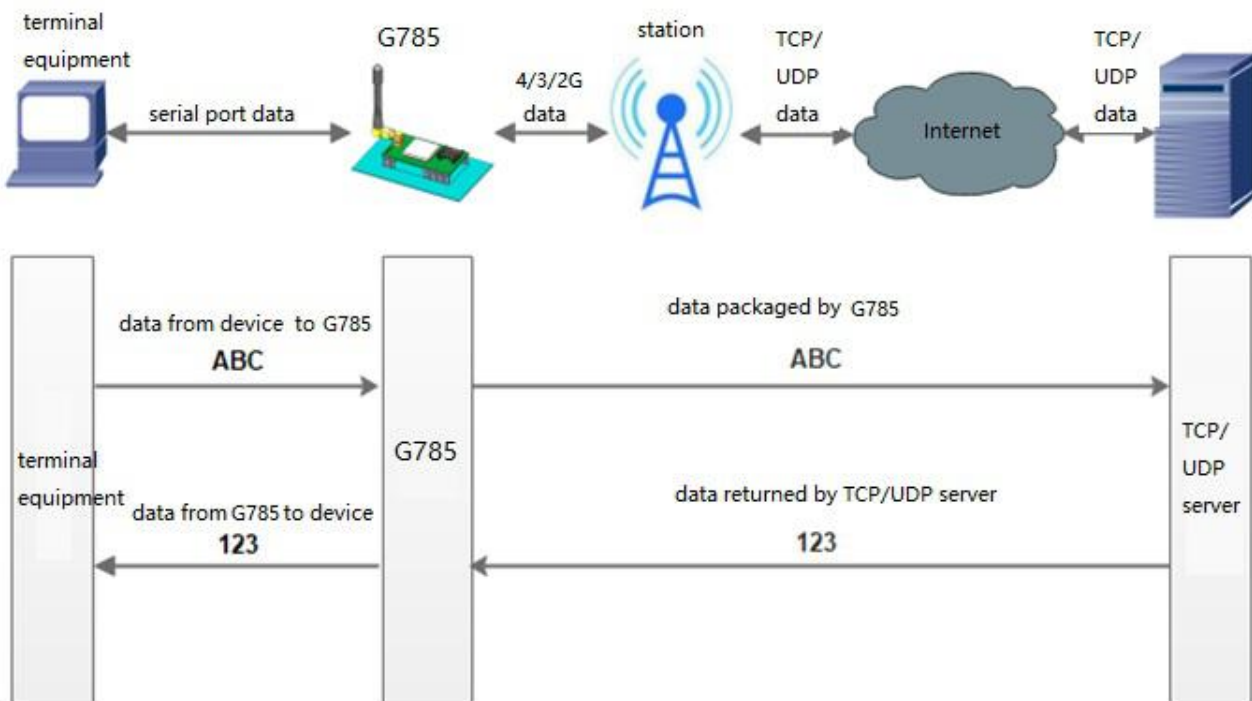 terminal
equipment
G785
station
TCP/
UDP
data
TCP/
UDP
data
serial port data
4/3/2G
data
Internet
data from device to G785
ABC
data packaged by G785
ABC
terminal
equipment
G785
TCP/
UDP
server
data from G785 to device
123
data returned by TCP/UDP server
123